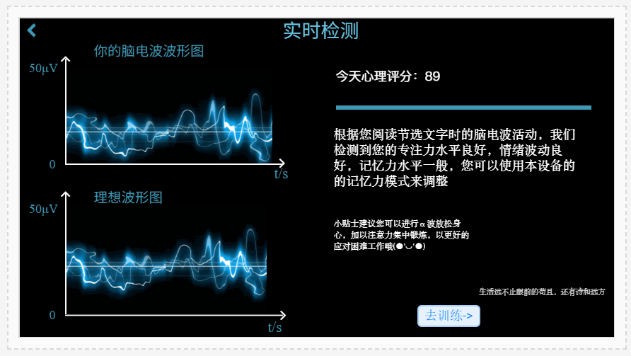 实时检测
你的脑电波波形图
50μV
0
t/s
理想波形图
50μV
0
t/s
今天心理评分：89
根据您阅读节选文字时的脑电波活动，我们
检测到您的专注力水平良好，情绪波动良
好，记忆力水平一般，您可以使用本设备的
的记忆力模式来调整
小贴士建议您可以进行α波放松身
心，加以注意力集中锻炼，以更好的
应对困难工作哦(●'◡'●)
生活远不止眼前的苟且，还有诗和远方
去训练->